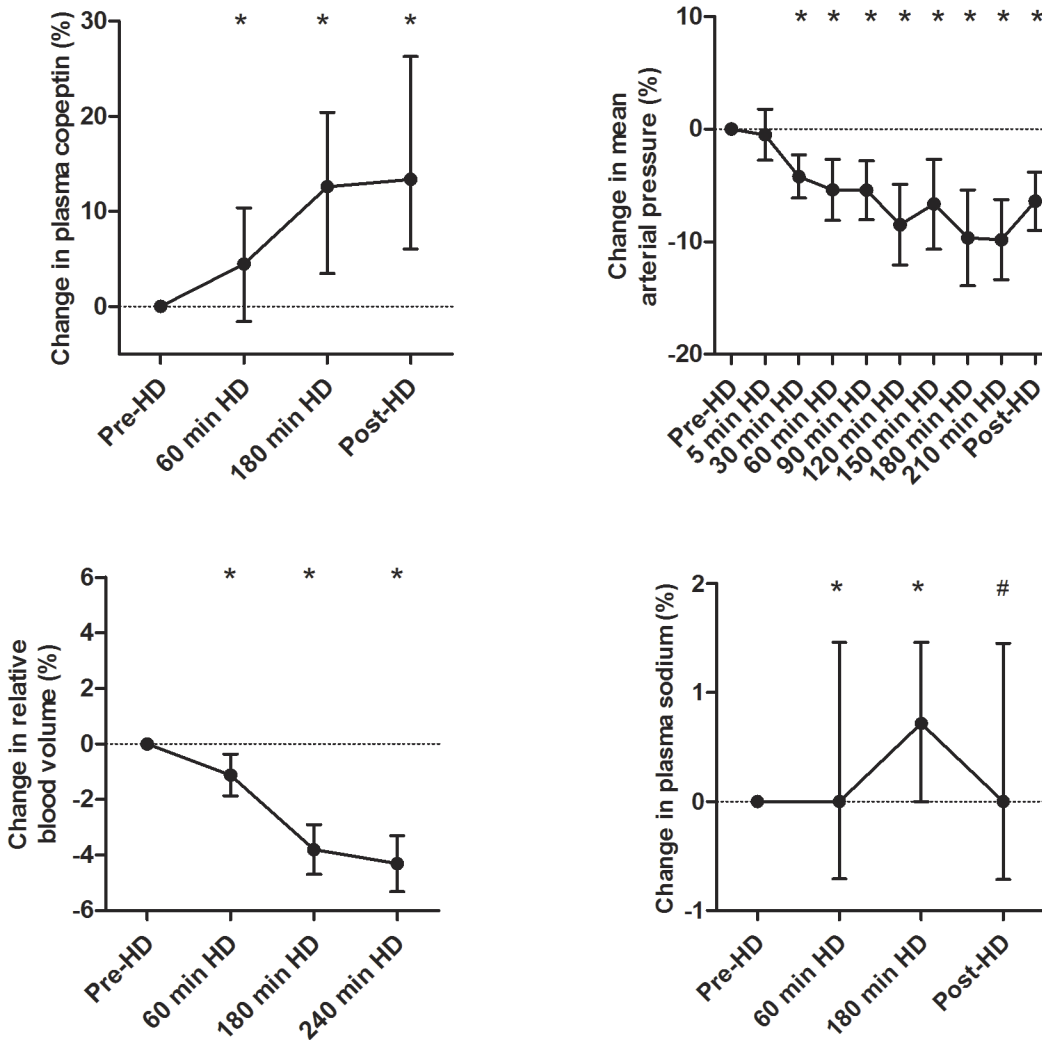 Change in plasma copeptin (%)
30
20
10
0
* * *
Pre-HD
60 min HD
180 min HD
Post-HD
Change in mean
arterial pressure (%)
10
0
-10
-20
* * * * * * * *
Pre-HD
5 min HD
30 min HD
60 min HD
90 min HD
120 min HD
150 min HD
180 min HD
210 min HD
Post-HD
Change in relative
blood volume (%)
6
4
2
0
-2
-4
-6
* * *
Pre-HD
60 min HD
180 min HD
240 min HD
Change in plasma sodium (%)
2
1
0
-1
* * #
Pre-HD
60 min HD
180 min HD
Post-HD